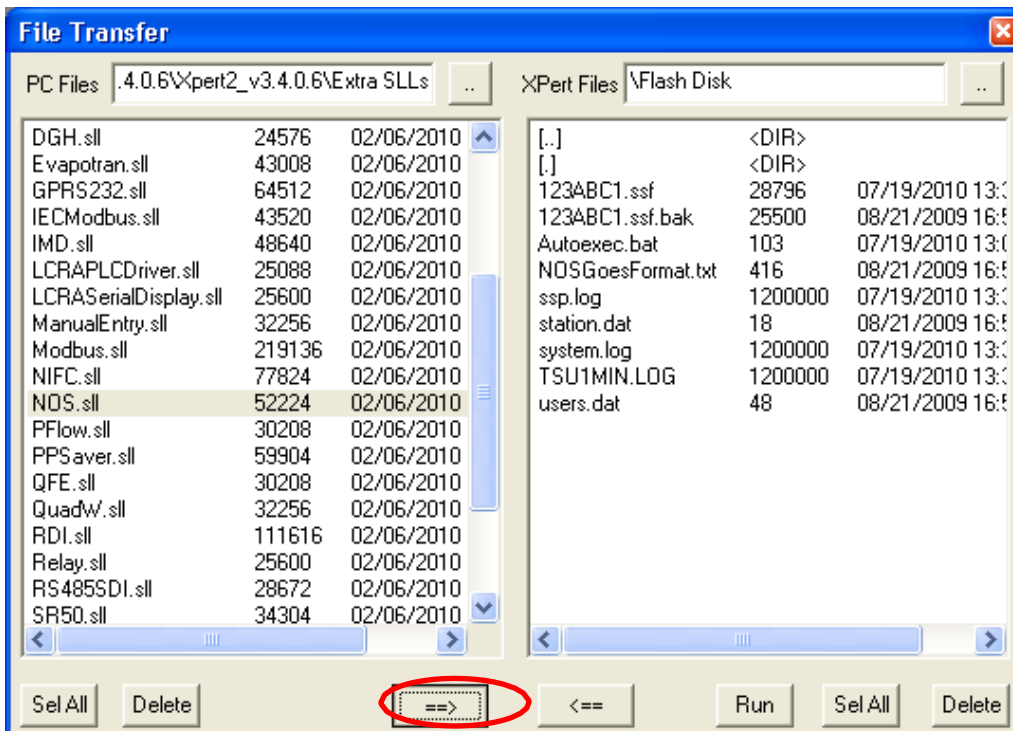 File Transfer
PC Files .4.0.6\Xpert2_v3.4.0.6\Extra SLLs ..
XPert Files \Flash Disk ..
DGH.sll 24576 02/06/2010
Evapotran.sll 43008 02/06/2010
GPRS232.sll 64512 02/06/2010
IECModbus.sll 43520 02/06/2010
IMD.sll 48640 02/06/2010
LCRAPLCDriver.sll 25088 02/06/2010
LCRASerialDisplay.sll 25600 02/06/2010
ManualEntry.sll 32256 02/06/2010
Modbus.sll 219136 02/06/2010
NIFC.sll 77824 02/06/2010
NOS.sll 52224 02/06/2010
PFlow.sll 30208 02/06/2010
PPSaver.sll 59904 02/06/2010
QFE.sll 30208 02/06/2010
QuadW.sll 32256 02/06/2010
RDI.sll 111616 02/06/2010
Relay.sll 25600 02/06/2010
RS485SDI.sll 28672 02/06/2010
SR50.sll 34304 02/06/2010
[..] <DIR>
[.] <DIR>
123ABC1.ssf 28796 07/19/2010 13:
123ABC1.ssf.bak 25500 08/21/2009 16:
Autoexec.bat 103 07/19/2010 13:
NOSGoesFormat.txt 416 08/21/2009 16:
ssp.log 1200000 07/19/2010 13:
station.dat 18 08/21/2009 16:
system.log 1200000 07/19/2010 13:
TSU1MIN.LOG 1200000 07/19/2010 13:
users.dat 48 08/21/2009 16:
Sel All Delete ==> <== Run Sel All Delete